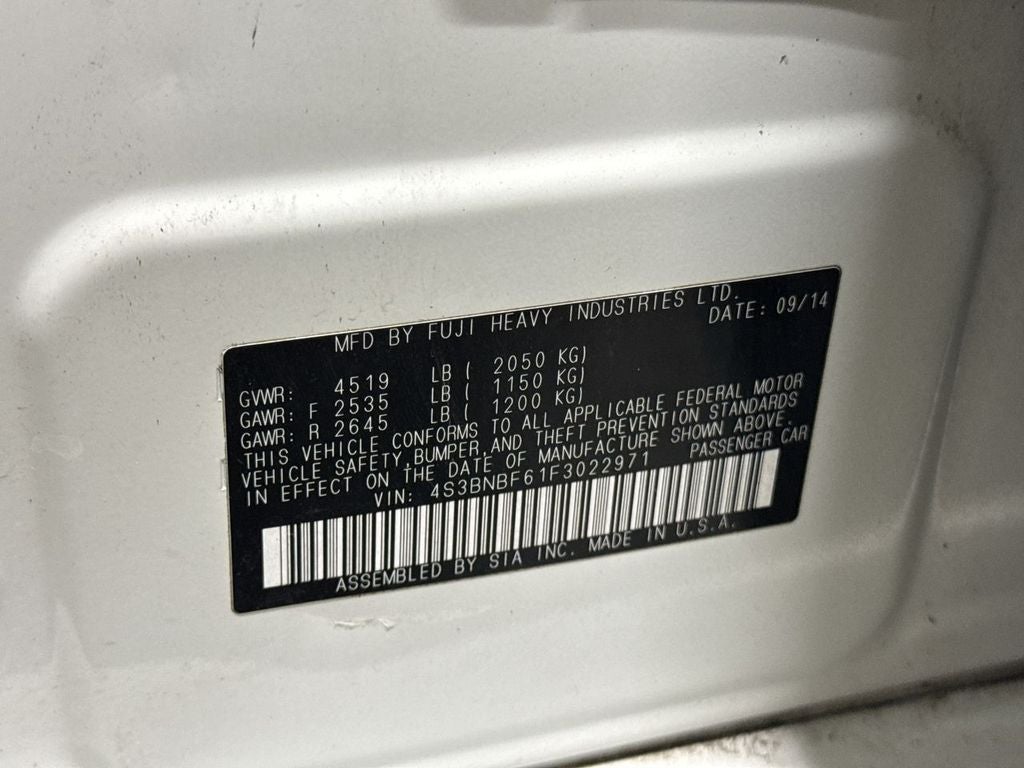 MFD BY FUJI HEAVY INDUSTRIES LTD.
DATE: 09/14
GVWR: 4519 LB ( 2050 KG)
GAWR: F 2535 LB ( 1150 KG)
GAWR: R 2645 LB ( 1200 KG)
THIS VEHICLE CONFORMS TO ALL APPLICABLE FEDERAL MOTOR
VEHICLE SAFETY,BUMPER,AND THEFT PREVENTION STANDARDS
IN EFFECT ON THE DATE OF MANUFACTURE SHOWN ABOVE.
VIN: 4S3BNBF61F3022971 PASSENGER CAR
ASSEMBLED BY SIA INC. MADE IN U.S.A.